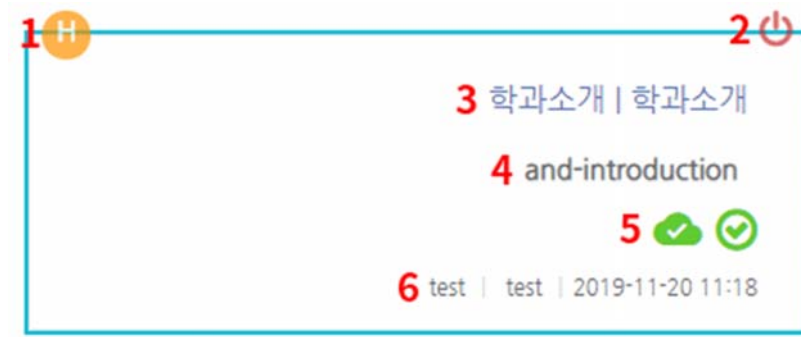 1 H
2
3 학과소개 | 학과소개
4 and-introduction
5
6 test | test | 2019-11-20 11:18